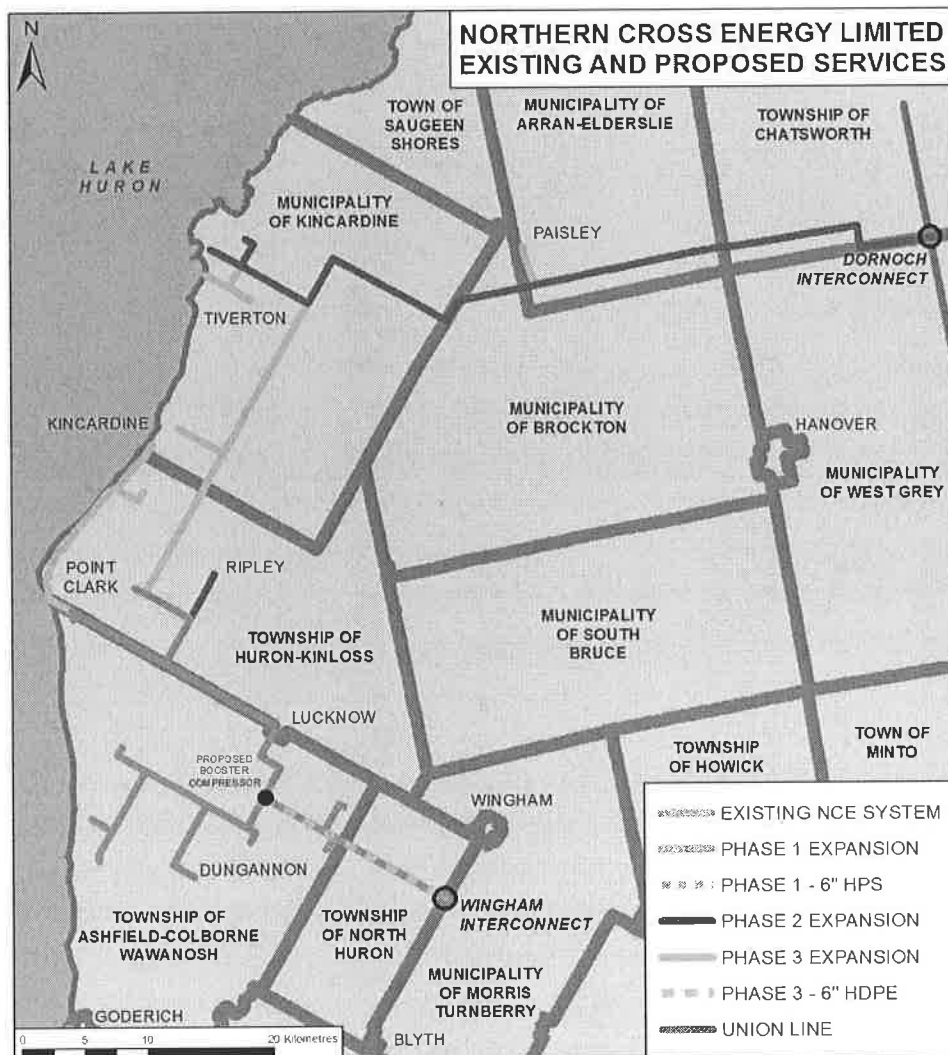 NORTHERN CROSS ENERGY LIMITED
EXISTING AND PROPOSED SERVICES
N
TOWN OF
SAUGEEN
SHORES
MUNICIPALITY OF
ARRAN-ELDERSLIE
TOWNSHIP OF
CHATSWORTH
LAKE
HURON
MUNICIPALITY
OF KINCARDINE
PAISLEY
DORNOCH
INTERCONNECT
TIVERTON
KINCARDINE
MUNICIPALITY
OF BROCKTON
HANOVER
MUNICIPALITY
OF WEST GREY
POINT
CLARK
RIPLEY
TOWNSHIP OF
HURON-KINLOSS
MUNICIPALITY
OF SOUTH
BRUCE
LUCKNOW
PROPOSED
BOOSTER
COMPRESSOR
TOWNSHIP
OF HOWICK
TOWN OF
MINTO
WINGHAM
DUNGANNON
WINGHAM
INTERCONNECT
TOWNSHIP OF
ASHFIELD-COLBORNE
WAWANOSH
TOWNSHIP
OF NORTH
HURON
MUNICIPALITY
OF MORRIS
TURNBERRY
GODERICH
BLYTH
0 5 10 20 Kilometres
EXISTING NCE SYSTEM
PHASE 1 EXPANSION
PHASE 1 - 6" HPS
PHASE 2 EXPANSION
PHASE 3 EXPANSION
PHASE 3 - 6" HDPE
UNION LINE